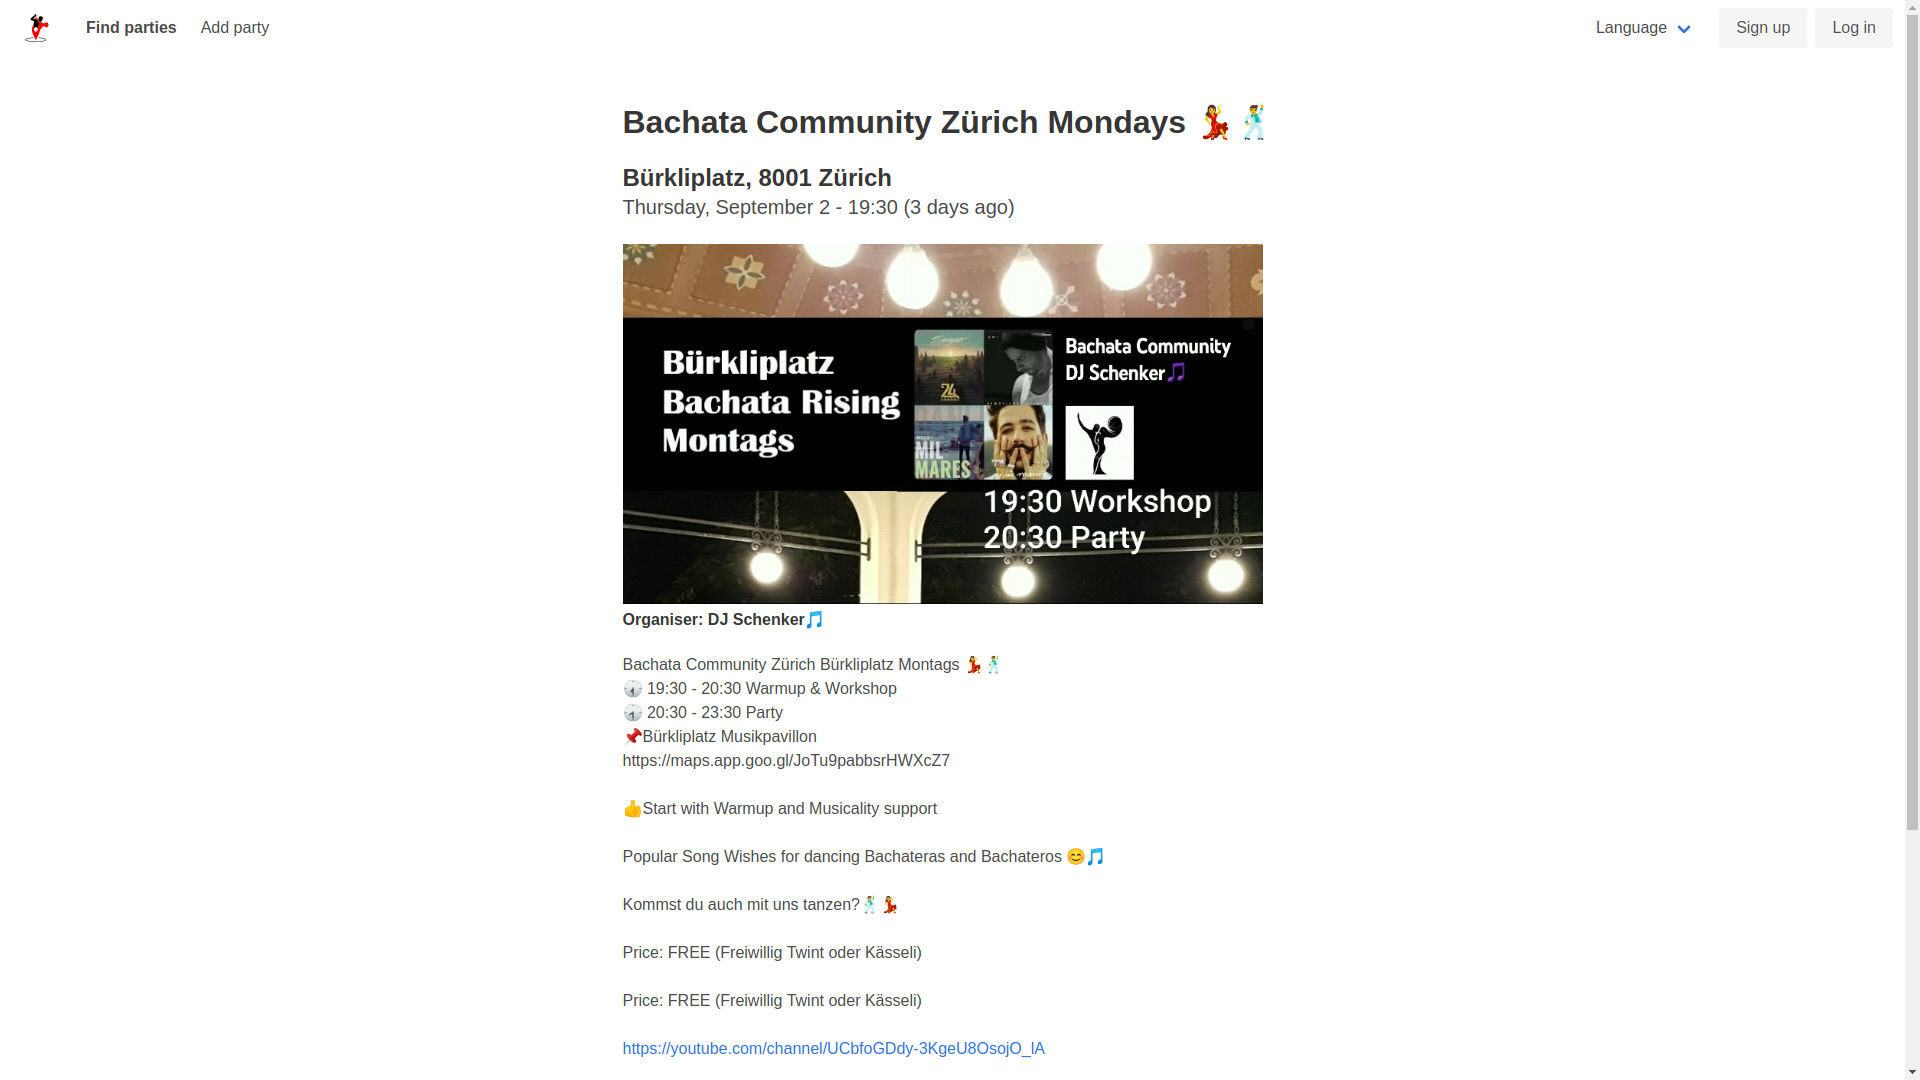 Find parties
Add party
Language
Sign up
Log in
Bachata Community Zürich Mondays 💃🕺
Bürkliplatz, 8001 Zürich
Thursday, September 2 - 19:30 (3 days ago)
Bürkliplatz
Bachata Rising
Montags
24
MIL
MARES
Bachata Community
DJ Schenker🎵
19:30 Workshop
20:30 Party
Organiser: DJ Schenker🎵
Bachata Community Zürich Bürkliplatz Montags 💃🕺
🕢 19:30 - 20:30 Warmup & Workshop
🕣 20:30 - 23:30 Party
📌Bürkliplatz Musikpavillon
https://maps.app.goo.gl/JoTu9pabbsrHWXcZ7
👍Start with Warmup and Musicality support
Popular Song Wishes for dancing Bachateras and Bachateros 😊🎵
Kommst du auch mit uns tanzen?🕺💃
Price: FREE (Freiwillig Twint oder Kässeli)
Price: FREE (Freiwillig Twint oder Kässeli)
https://youtube.com/channel/UCbfoGDdy-3KgeU8OsojO_lA